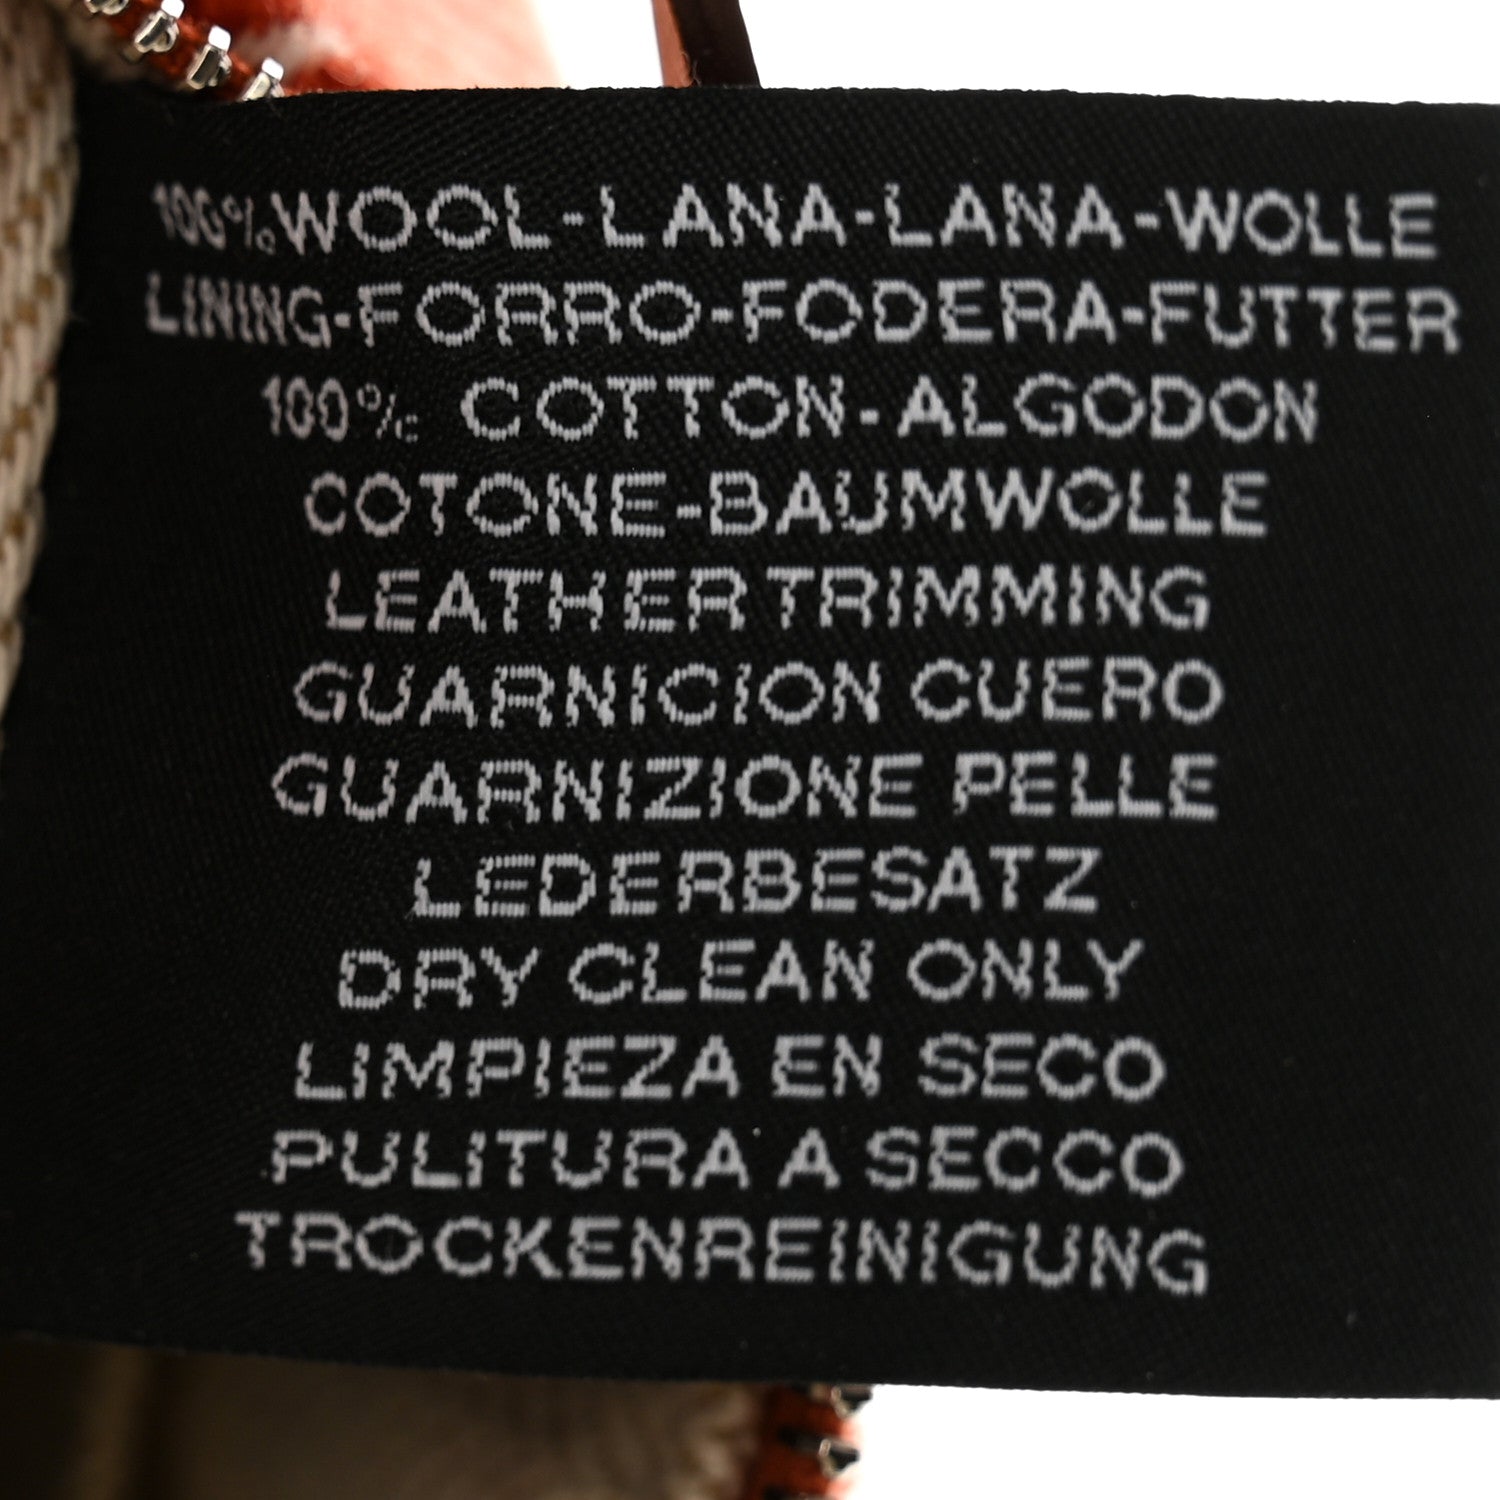 100% WOOL-LANA-LANA-WOLLE
LINING-FORRO-FODERA-FUTTER
100% COTTON-ALGODON
COTONE-BAUMWOLLE
LEATHER TRIMMING
GUARNICION CUERO
GUARNIZIONE PELLE
LEDERBESATZ
DRY CLEAN ONLY
LIMPIEZA EN SECO
PULITURA A SECCO
TROCKENREINIGUNG